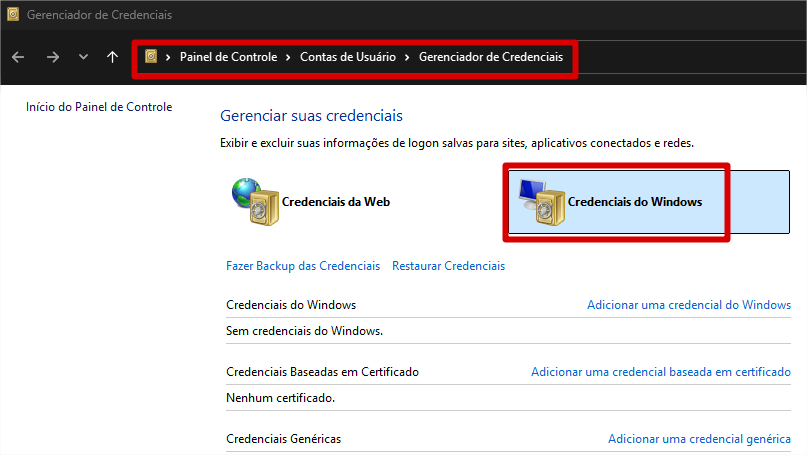 Gerenciador de Credenciais
Painel de Controle > Contas de Usuário > Gerenciador de Credenciais
Início do Painel de Controle
Gerenciar suas credenciais
Exibir e excluir suas informações de logon salvas para sites, aplicativos conectados e redes.
Credenciais da Web
Credenciais do Windows
Fazer Backup das Credenciais Restaurar Credenciais
Credenciais do Windows Adicionar uma credencial do Windows
Sem credenciais do Windows.
Credenciais Baseadas em Certificado Adicionar uma credencial baseada em certificado
Nenhum certificado.
Credenciais Genéricas Adicionar uma credencial genérica